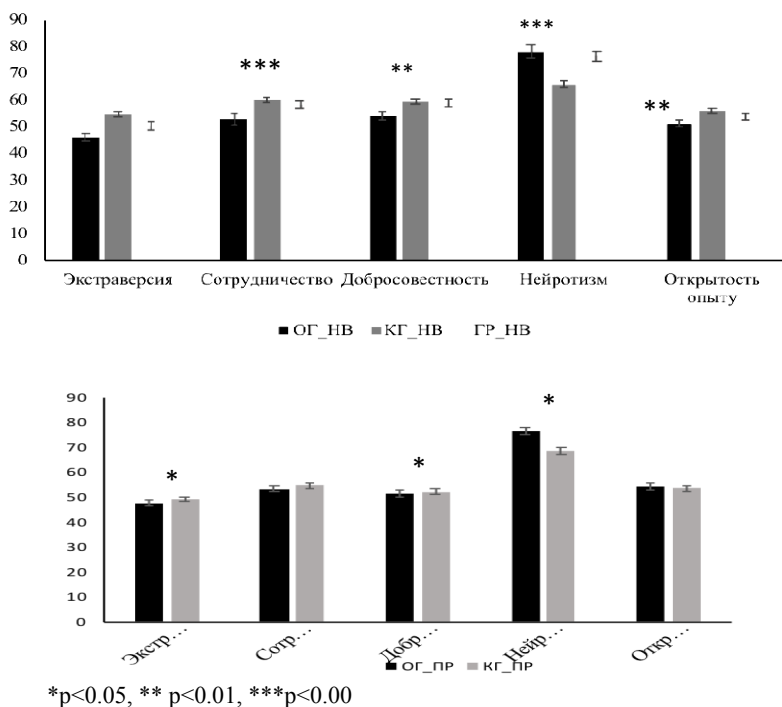 90
80
70
60
50
40
30
20
10
0
***
**
***
**
Экстраверсия Сотрудничество Добросовестность Нейротизм Открытость
опыту
ОГ_НВ КГ_НВ ГР_НВ
90
80
70
60
50
40
30
20
10
0
*
*
*
Экстр…
Сотр…
Добр…
Нейр…
Откр…
ОГ_ПР КГ_ПР
*p<0.05, ** p<0.01, ***p<0.00